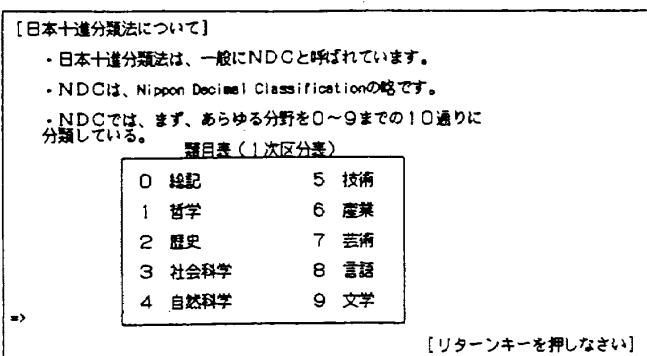 [日本十進分類法について]
・日本十進分類法は、一般にNDCと呼ばれています。
・NDCは、Nippon Decimal Classificationの略です。
・NDCでは、まず、あらゆる分野を0～9までの10通りに
分類している。
類目表(1次区分表)
0 総記 5 技術
1 哲学 6 産業
2 歴史 7 芸術
3 社会科学 8 言語
4 自然科学 9 文学
=>
[リターンキーを押しなさい]